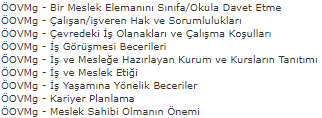 ÖOVMg - Bir Meslek Elemanını Sınıfa/Okula Davet Etme
ÖOVMg - Çalışan/işveren Hak ve Sorumlulukları
ÖOVMg - Çevredeki İş Olanakları ve Çalışma Koşulları
ÖOVMg - İş Görüşmesi Becerileri
ÖOVMg - İş ve Mesleğe Hazırlayan Kurum ve Kursların Tanıtımı
ÖOVMg - İş ve Meslek Etiği
ÖOVMg - İş Yaşamına Yönelik Beceriler
ÖOVMg - Kariyer Planlama
ÖOVMg - Meslek Sahibi Olmanın Önemi